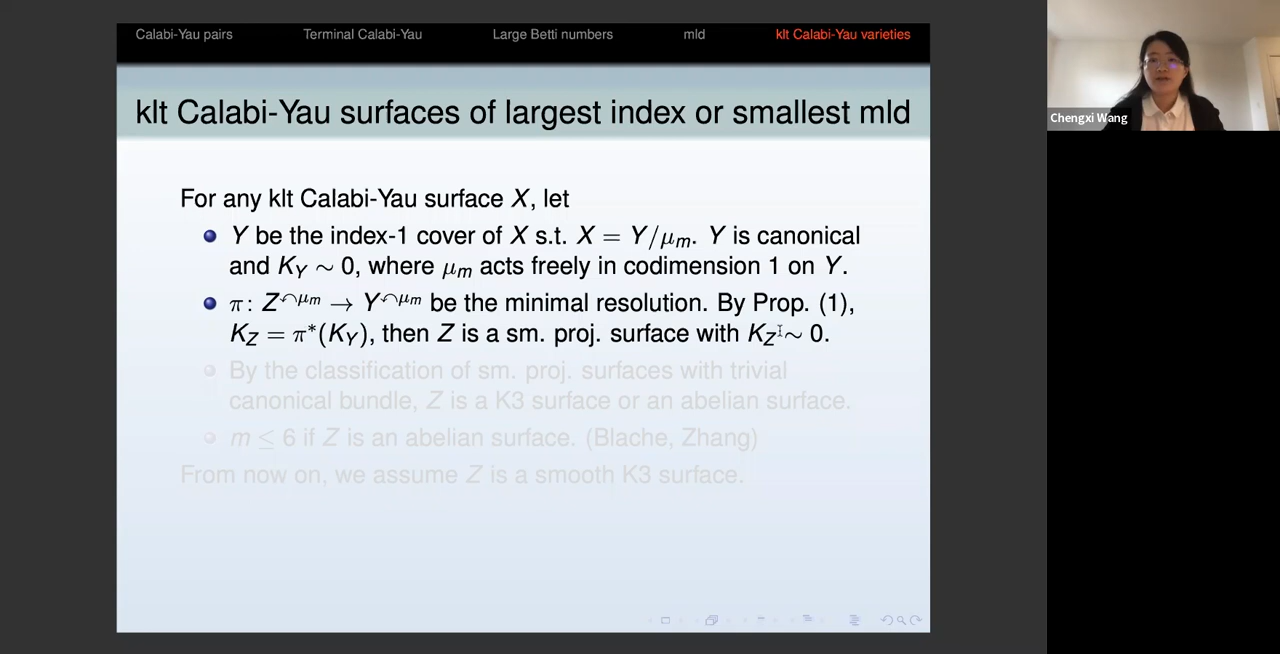 Calabi-Yau pairs Terminal Calabi-Yau Large Betti numbers mld klt Calabi-Yau varieties
klt Calabi-Yau surfaces of largest index or smallest mld
For any klt Calabi-Yau surface X, let
Y be the index-1 cover of X s.t. X = Y/μₘ. Y is canonical
and K_Y ∼ 0, where μₘ acts freely in codimension 1 on Y.
π: Z^{↶μₘ} → Y^{↶μₘ} be the minimal resolution. By Prop. (1),
K_Z = π*(K_Y), then Z is a sm. proj. surface with K_Z ∼ 0.
By the classification of sm. proj. surfaces with trivial
canonical bundle, Z is a K3 surface or an abelian surface.
m ≤ 6 if Z is an abelian surface. (Blache, Zhang)
From now on, we assume Z is a smooth K3 surface.
Chengxi Wang